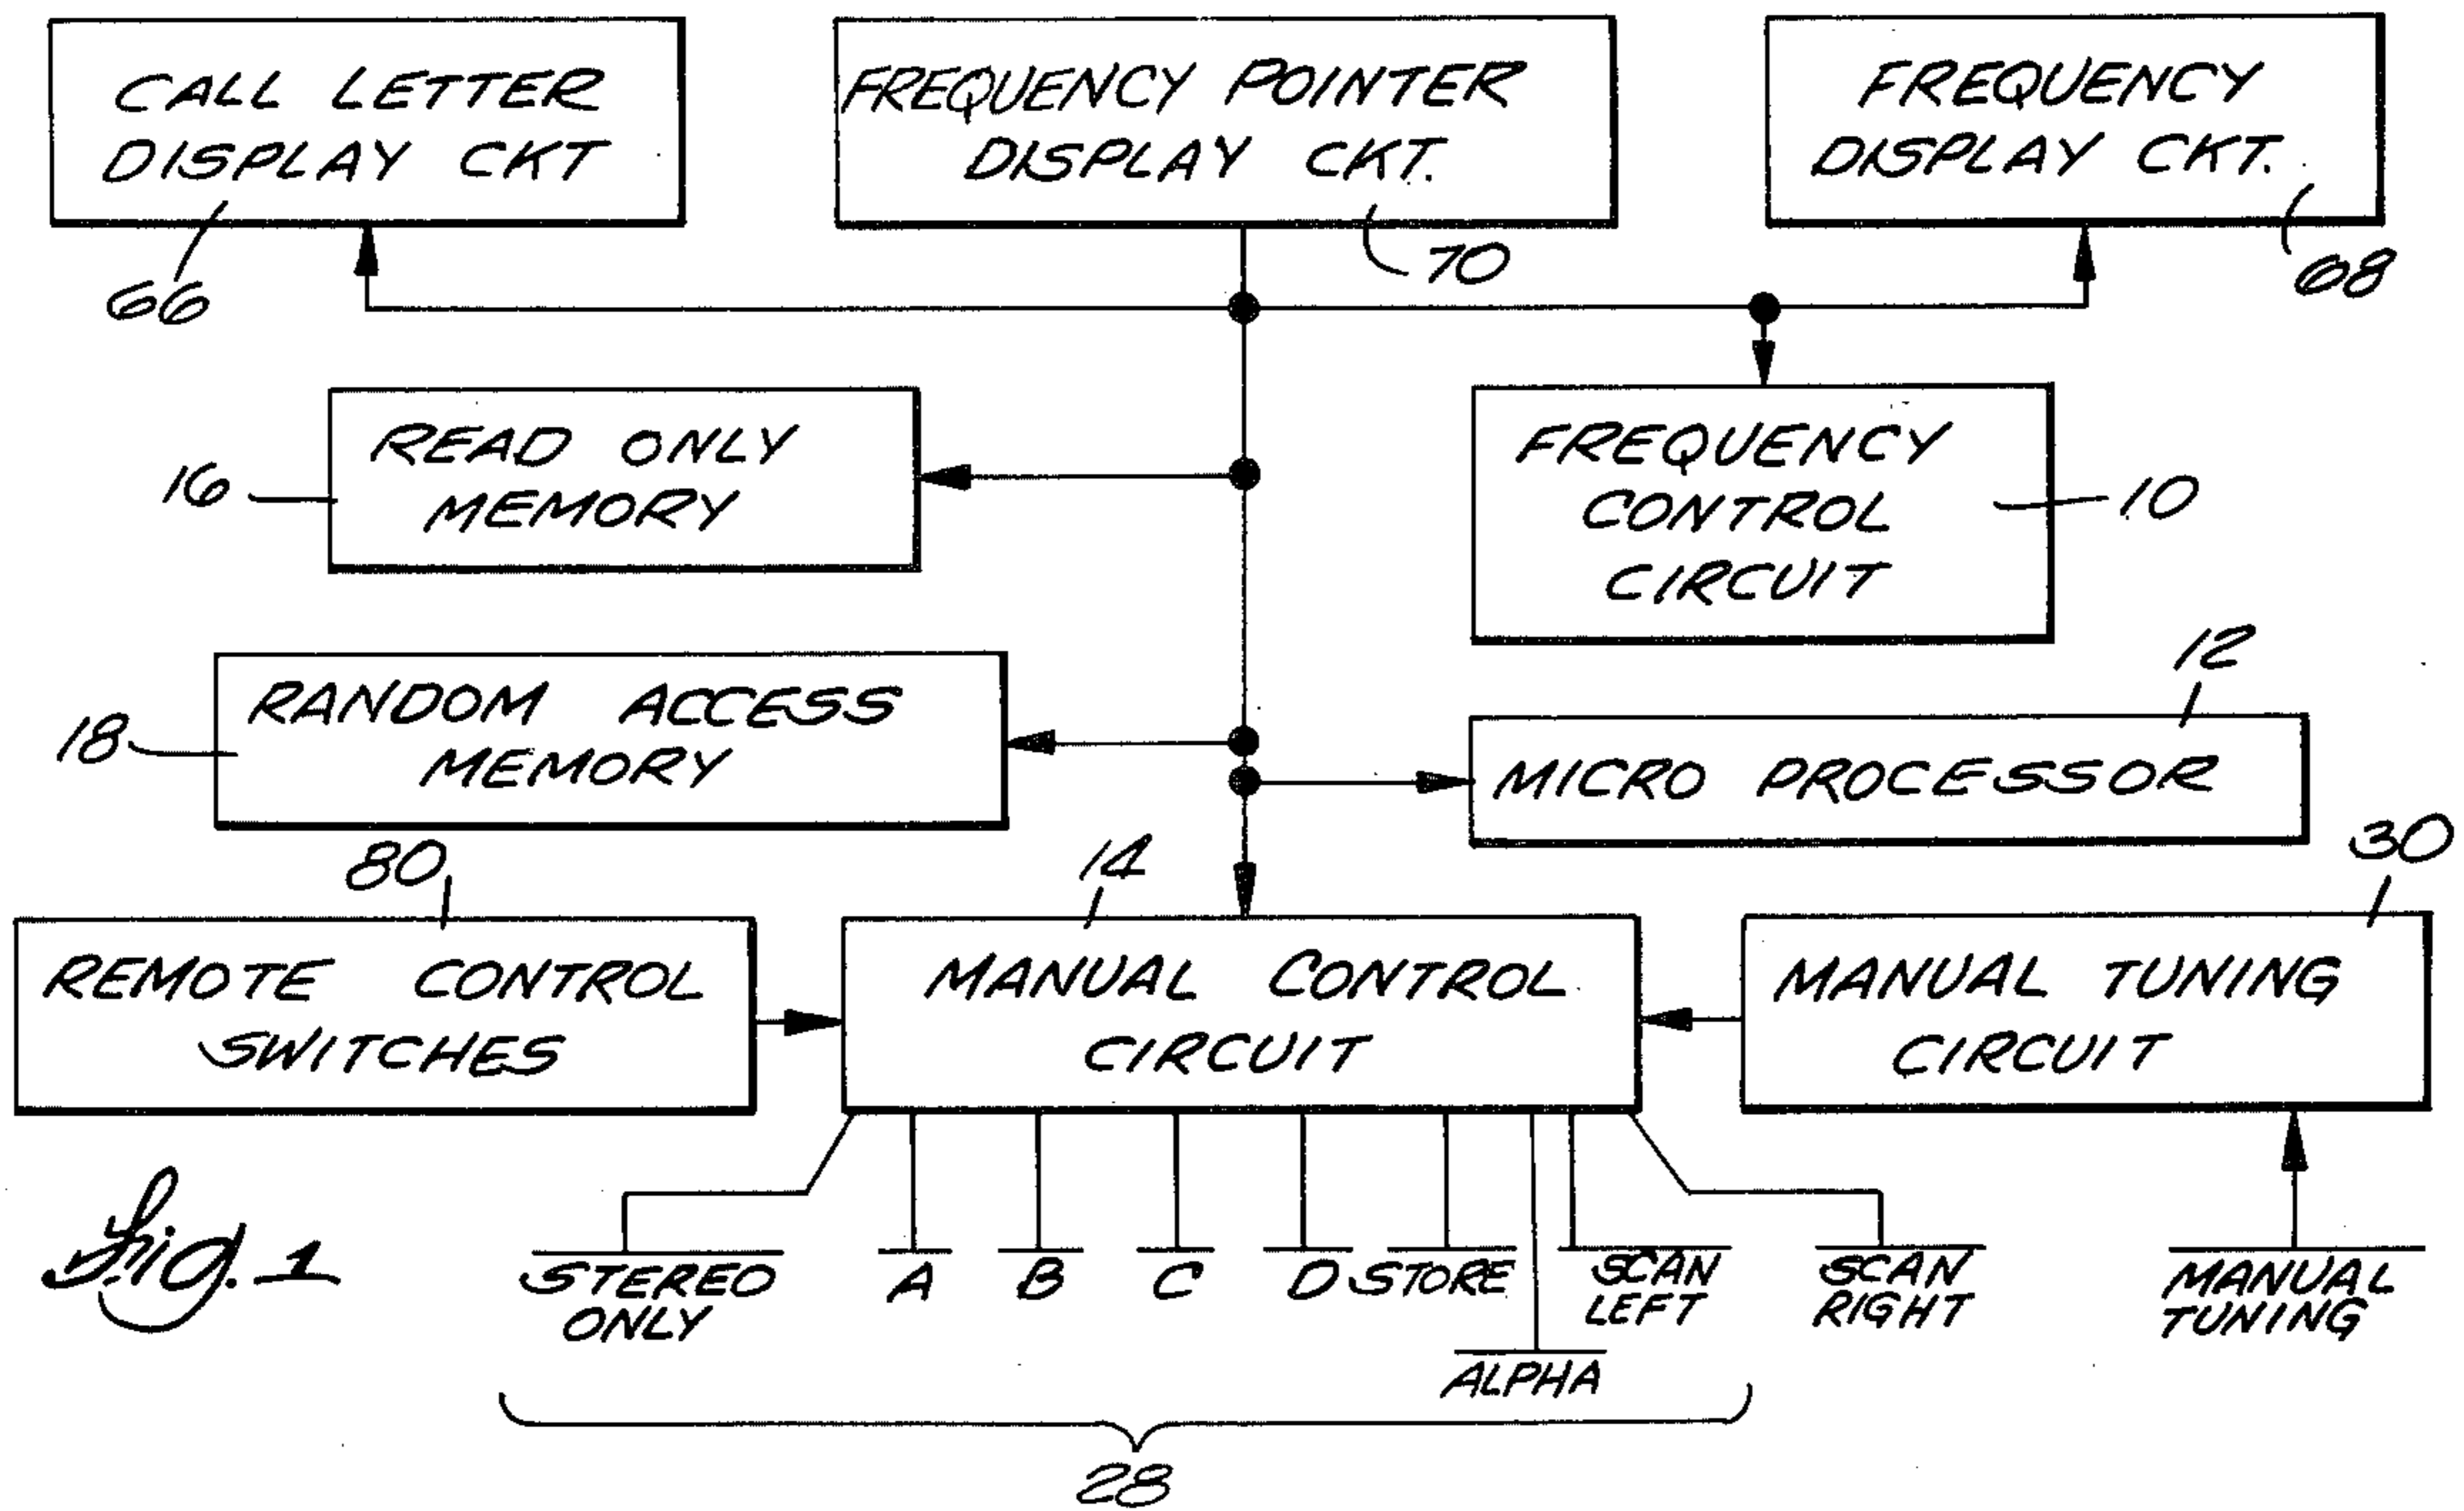 CALL LETTER
DISPLAY CKT
66
FREQUENCY POINTER
DISPLAY CKT.
70
FREQUENCY
DISPLAY CKT.
68
READ ONLY
MEMORY
16
FREQUENCY
CONTROL
CIRCUIT
10
RANDOM ACCESS
MEMORY
18
12
MICRO PROCESSOR
80
REMOTE CONTROL
SWITCHES
14
MANUAL CONTROL
CIRCUIT
30
MANUAL TUNING
CIRCUIT
Fig. 1
STEREO
ONLY
A
B
C
D
STORE
ALPHA
SCAN
LEFT
SCAN
RIGHT
MANUAL
TUNING
28